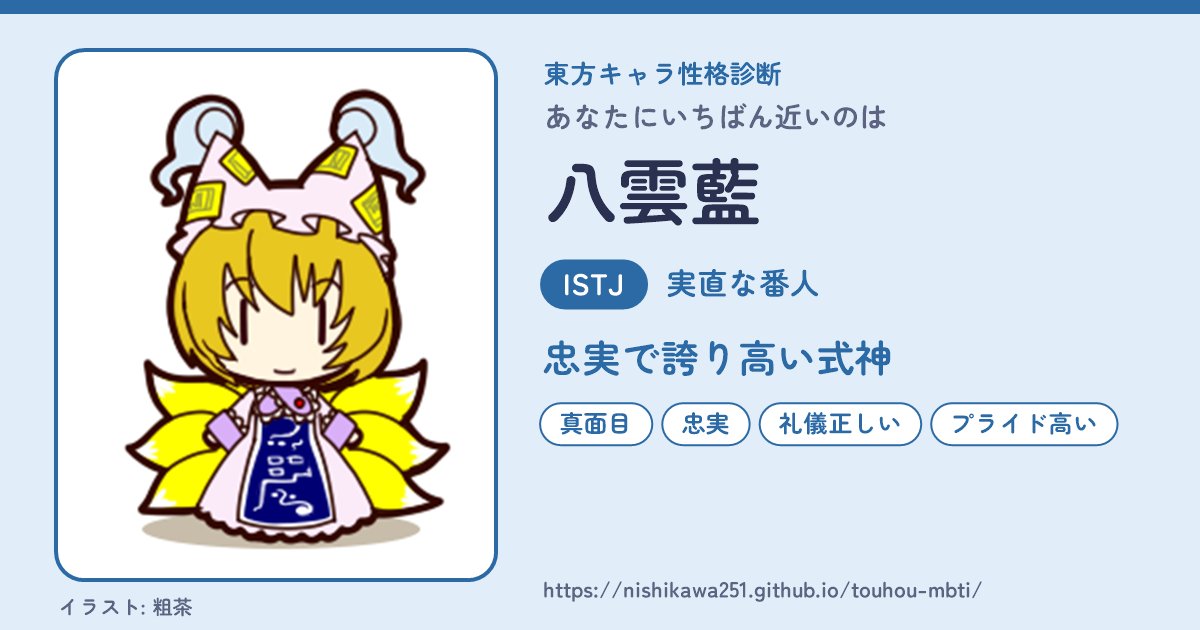 東方キャラ性格診断
あなたにいちばん近いのは
八雲藍
ISTJ 実直な番人
忠実で誇り高い式神
真面目 忠実 礼儀正しい プライド高い
https://nishikawa251.github.io/touhou-mbti/
イラスト: 粗茶